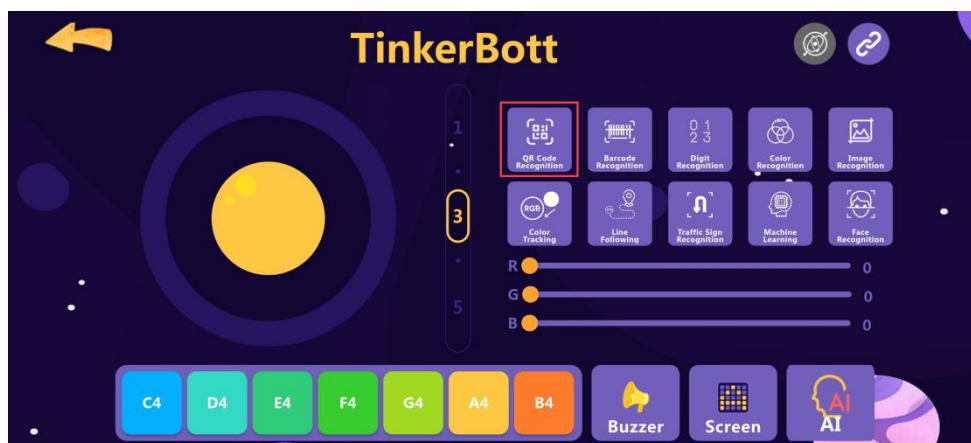 TinkerBott
1
3
5
QR Code
Recognition
Barcode
Recognition
0 1
2 3
Digit
Recognition
Color
Recognition
Image
Recognition
RGB
Color
Tracking
Line
Following
Traffic Sign
Recognition
Machine
Learning
Face
Recognition
R 0
G 0
B 0
C4 D4 E4 F4 G4 A4 B4
Buzzer
Screen
AI
AI